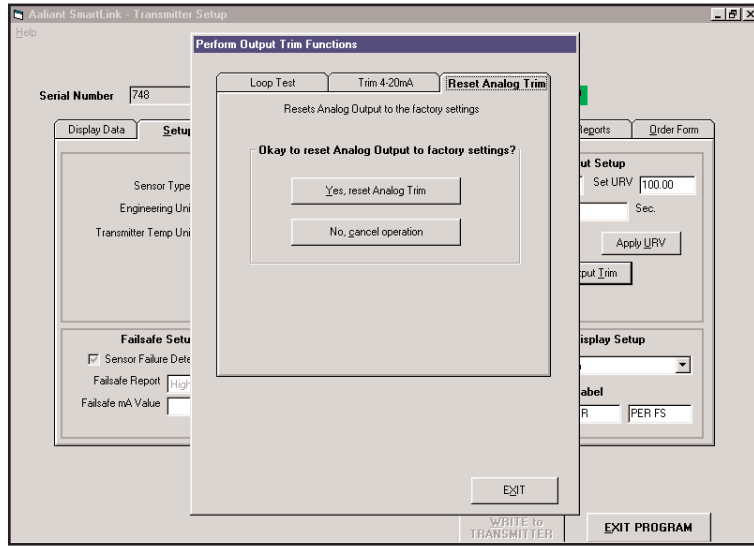 Aaliant SmartLink - Transmitter Setup
Help
Serial Number 748
Display Data
Setup
Reports
Order Form
Sensor Type
Engineering Uni
Transmitter Temp Uni
ut Setup
Set URV 100.00
Sec.
Apply URV
tput Trim
Failsafe Setu
Sensor Failure Dete
Failsafe Report High
Failsafe mA Value
isplay Setup
abel
R
PER FS
Perform Output Trim Functions
Loop Test
Trim 4-20mA
Reset Analog Trim
Resets Analog Output to the factory settings
Okay to reset Analog Output to factory settings?
Yes, reset Analog Trim
No, cancel operation
EXIT
WRITE to
TRANSMITTER
EXIT PROGRAM